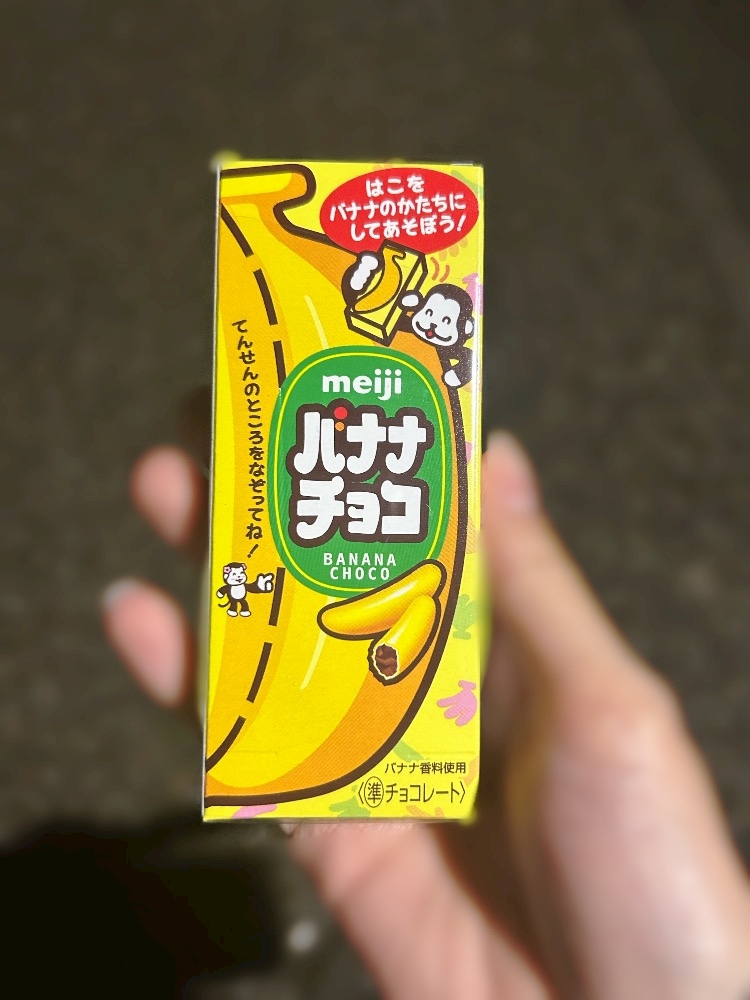 はこを
バナナのかたちに
してあそぼう!
てんせんのところをなぞってね!
meiji
バナナ
チョコ
BANANA
CHOCO
バナナ香料使用
〈準チョコレート〉